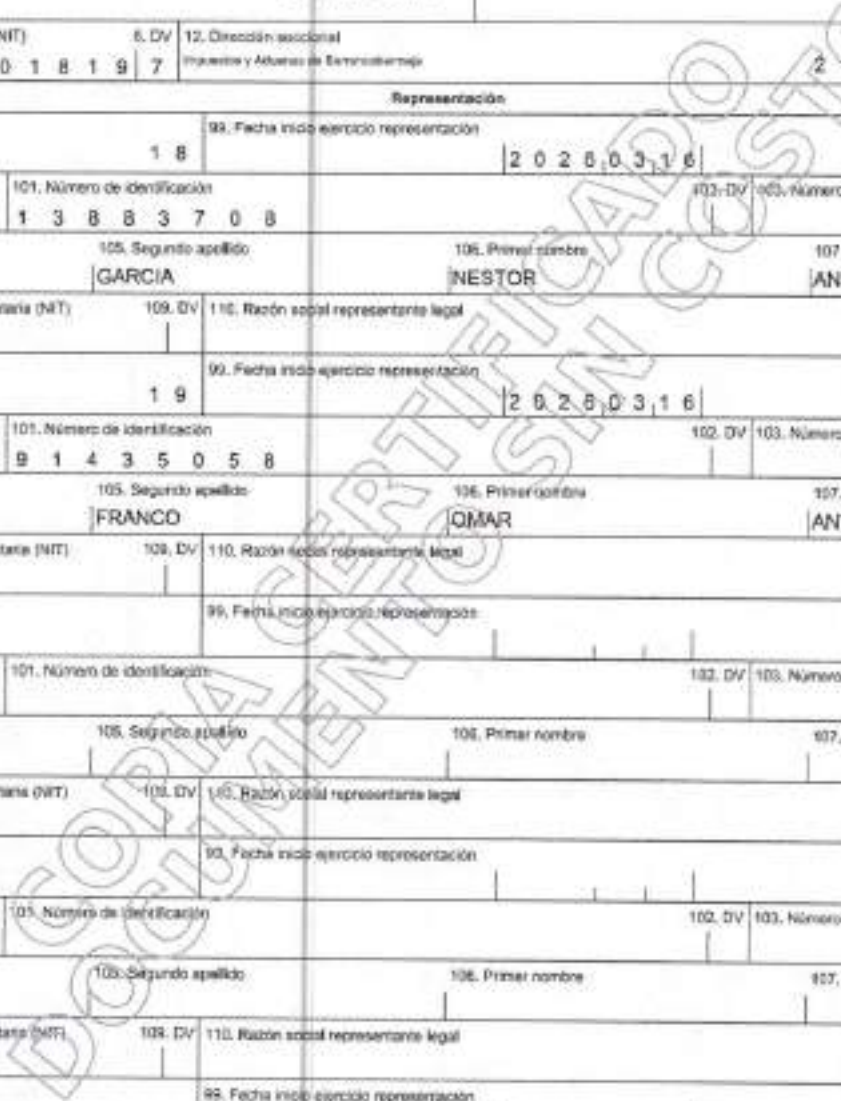 NIT) 6. DV 12. Dirección seccional
0 1 8 1 9 7 Impuestos y Aduanas de Barrancabermeja 2
Representación
99. Fecha inicio ejercicio representación
1 8 2 0 2 6 0 3 1 6
101. Número de identificación 102. DV 103. Número
1 3 8 8 3 7 0 8
105. Segundo apellido 106. Primer nombre 107
GARCIA NESTOR AN
taria (NIT) 109. DV 110. Razón social representante legal
99. Fecha inicio ejercicio representación
1 9 2 0 2 6 0 3 1 6
101. Número de identificación 102. DV 103. Número
9 1 4 3 5 0 5 8
105. Segundo apellido 106. Primer nombre 107.
FRANCO OMAR AN
taria (NIT) 109. DV 110. Razón social representante legal
99. Fecha inicio ejercicio representación
101. Número de identificación 102. DV 103. Número
105. Segundo apellido 106. Primer nombre 107.
taria (NIT) 109. DV 110. Razón social representante legal
99. Fecha inicio ejercicio representación
101. Número de identificación 102. DV 103. Número
105. Segundo apellido 106. Primer nombre 107.
taria (NIT) 109. DV 110. Razón social representante legal
99. Fecha inicio ejercicio representación
COPIA CERTIFICADO
DOCUMENTO SIN COSTO